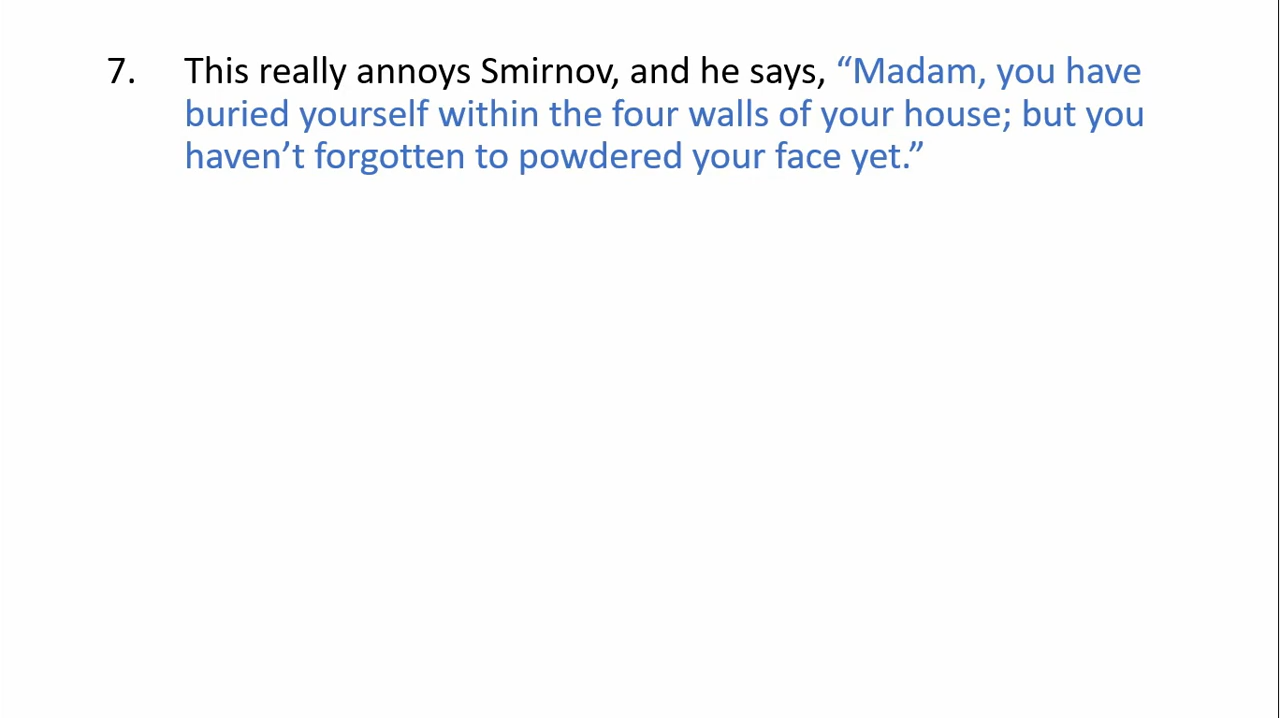 7. This really annoys Smirnov, and he says, “Madam, you have
buried yourself within the four walls of your house; but you
haven’t forgotten to powdered your face yet.”